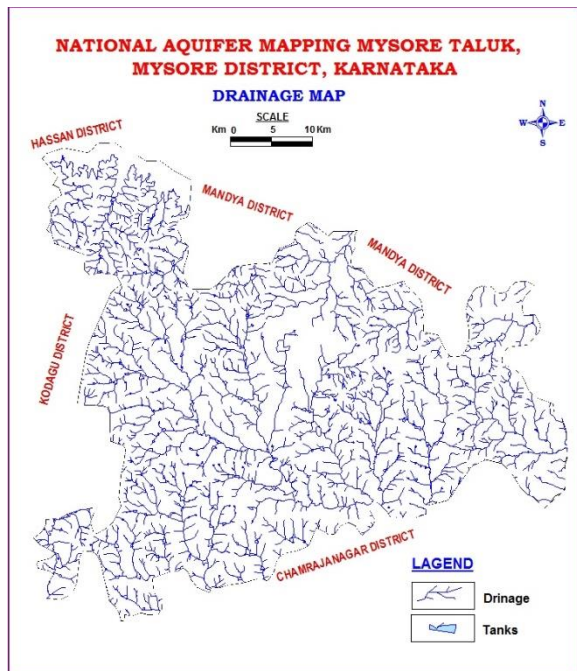 NATIONAL AQUIFER MAPPING MYSORE TALUK,
MYSORE DISTRICT, KARNATAKA
DRAINAGE MAP
SCALE
Km 0 5 10 Km
N
W E
S
HASSAN DISTRICT
MANDYA DISTRICT
MANDYA DISTRICT
KODAGU DISTRICT
CHAMRAJANAGAR DISTRICT
LAGEND
Drinage
Tanks